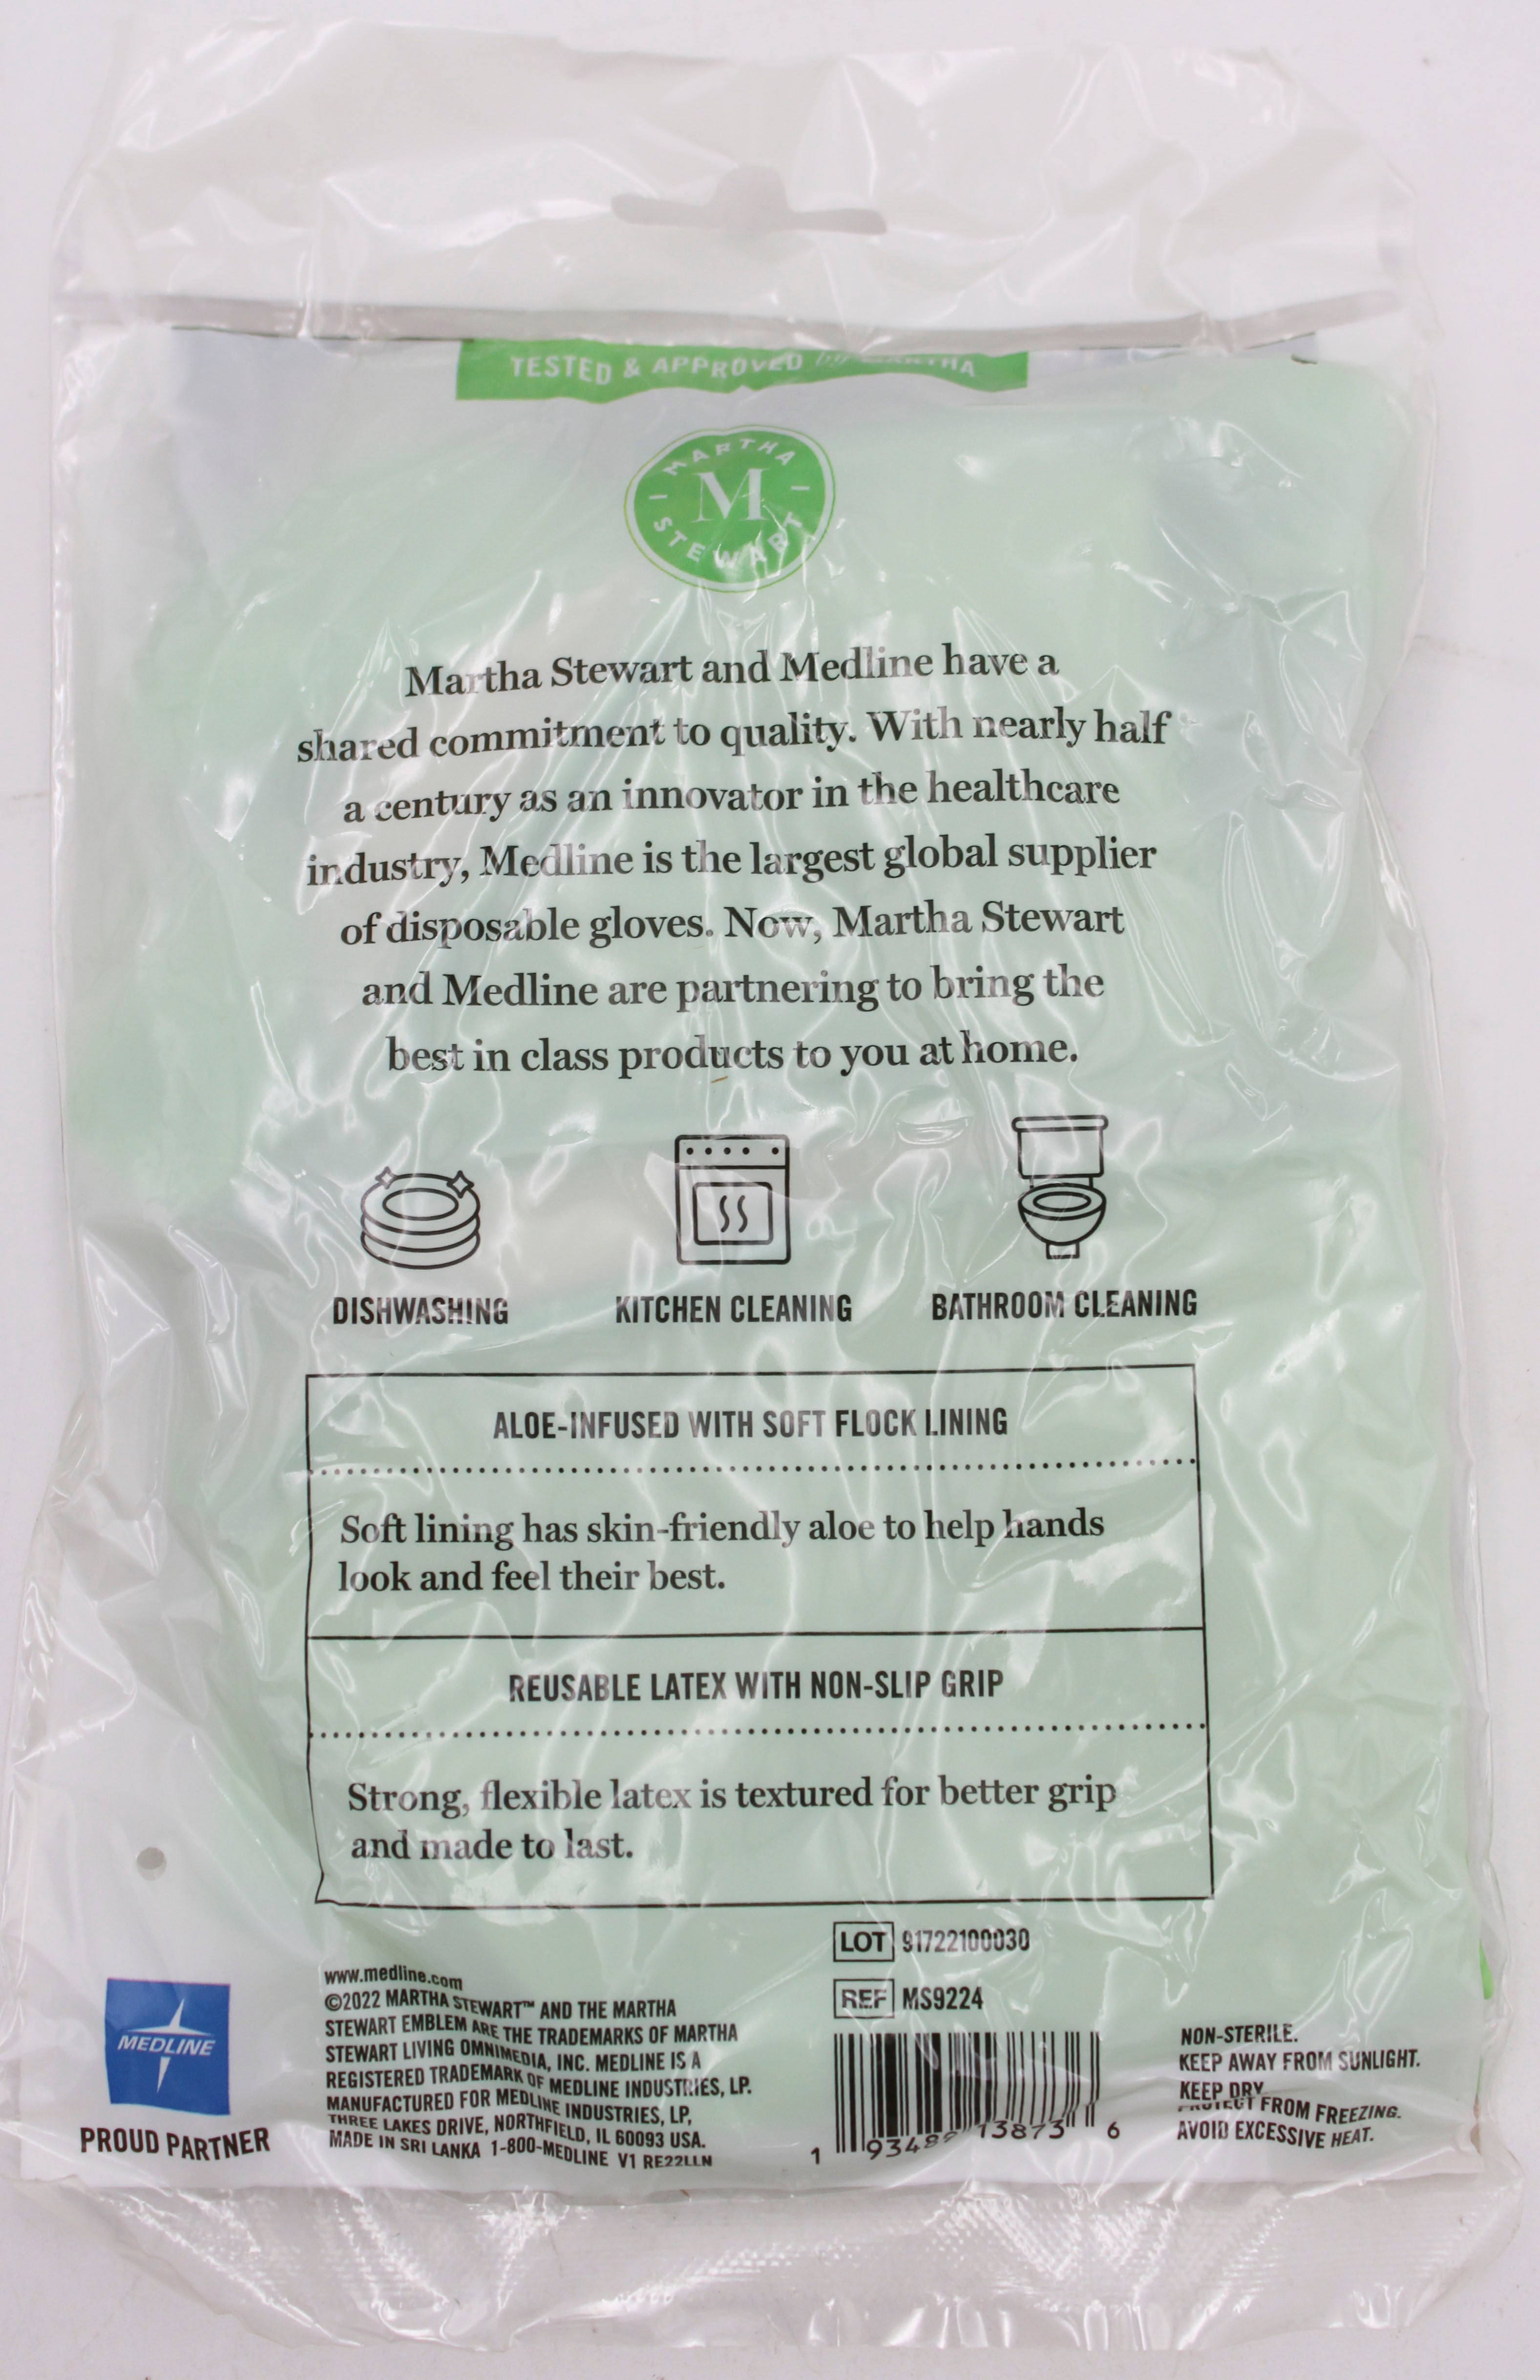 TESTED & APPROVED by MARTHA
MARTHA
M
STEWART
Martha Stewart and Medline have a
shared commitment to quality. With nearly half
a century as an innovator in the healthcare
industry, Medline is the largest global supplier
of disposable gloves. Now, Martha Stewart
and Medline are partnering to bring the
best in class products to you at home.
DISHWASHING
KITCHEN CLEANING
BATHROOM CLEANING
ALOE-INFUSED WITH SOFT FLOCK LINING
Soft lining has skin-friendly aloe to help hands
look and feel their best.
REUSABLE LATEX WITH NON-SLIP GRIP
Strong, flexible latex is textured for better grip
and made to last.
LOT 91722100030
REF MS9224
MEDLINE
PROUD PARTNER
www.medline.com
©2022 MARTHA STEWART™ AND THE MARTHA
STEWART EMBLEM ARE THE TRADEMARKS OF MARTHA
STEWART LIVING OMNIMEDIA, INC. MEDLINE IS A
REGISTERED TRADEMARK OF MEDLINE INDUSTRIES, LP.
MANUFACTURED FOR MEDLINE INDUSTRIES, LP,
THREE LAKES DRIVE, NORTHFIELD, IL 60093 USA.
MADE IN SRI LANKA 1-800-MEDLINE V1 RE22LLN
1 93489 13873 6
NON-STERILE.
KEEP AWAY FROM SUNLIGHT.
KEEP DRY
PROTECT FROM FREEZING.
AVOID EXCESSIVE HEAT.